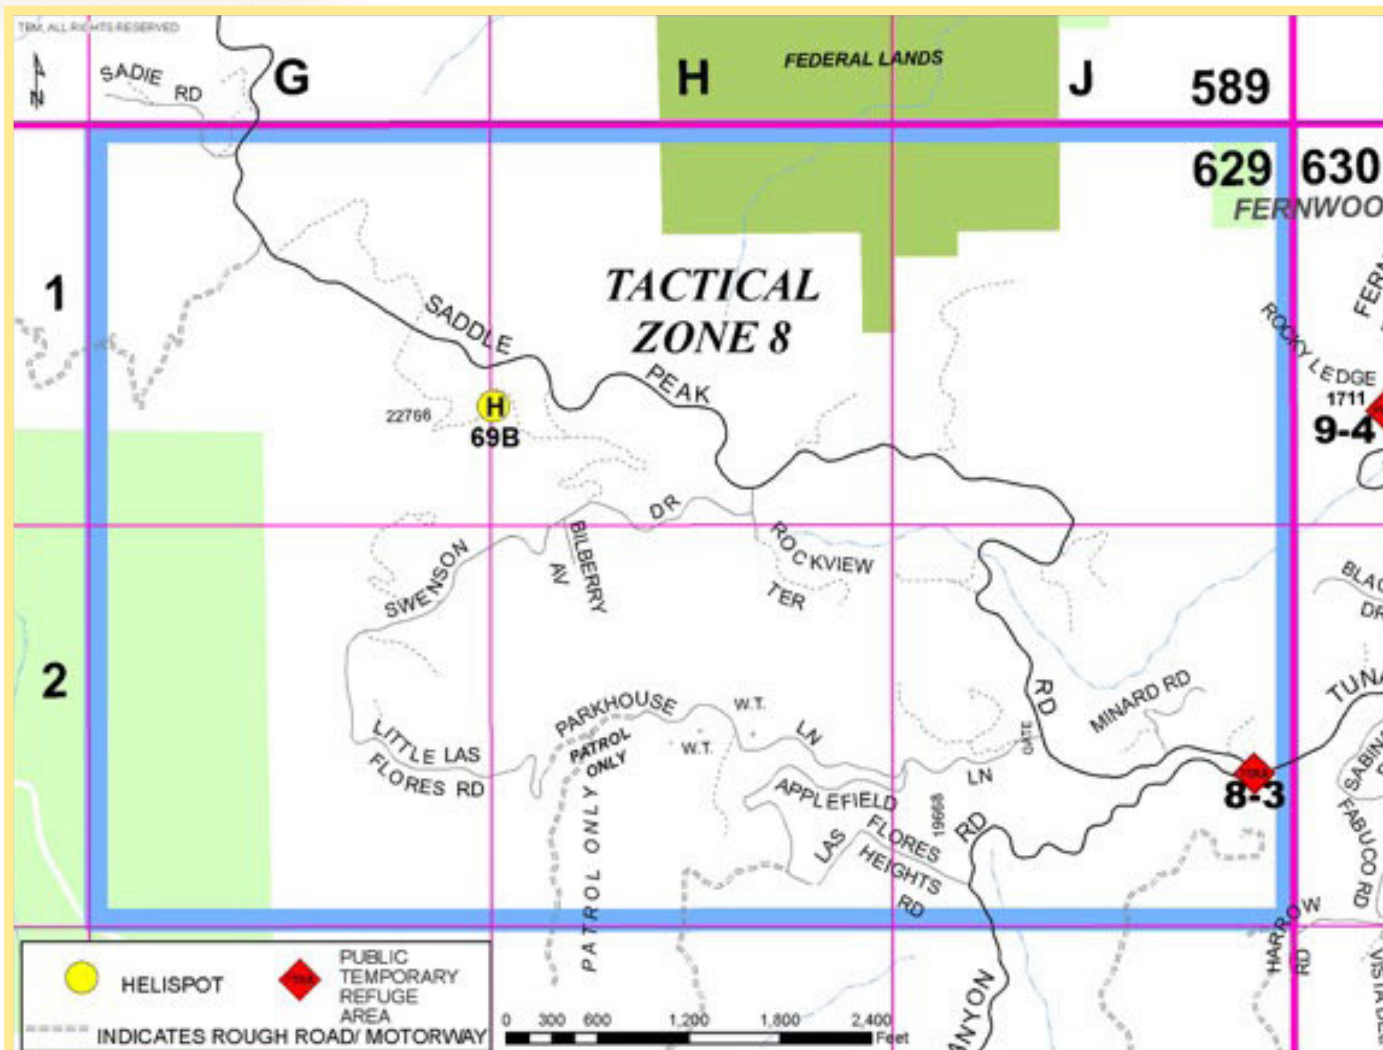 TBM, ALL RIGHTS RESERVED
N
SADIE RD
G
H
J
FEDERAL LANDS
589
629
630
FERNWOO
1
TACTICAL
ZONE 8
SADDLE
PEAK
RD
FERN
ROCKY LEDGE
1711
9-4
22766
H
69B
SWENSON
DR
BILBERRY
AV
ROCKVIEW
TER
BLAC
DR
2
MINARD RD
TUNA
PARKHOUSE
LN
W.T.
W.T.
PATROL
ONLY
GATE
LITTLE LAS
FLORES RD
LN
APPLEFIELD
19668
RD
8-3
SABINA
FABUCO RD
PATROL ONLY
LAS
FLORES
HEIGHTS
RD
HARROW
RD
VISTA DEL
ANYON
HELISPOT
PUBLIC
TEMPORARY
REFUGE
AREA
INDICATES ROUGH ROAD/ MOTORWAY
0 300 600 1,200 1,800 2,400
Feet